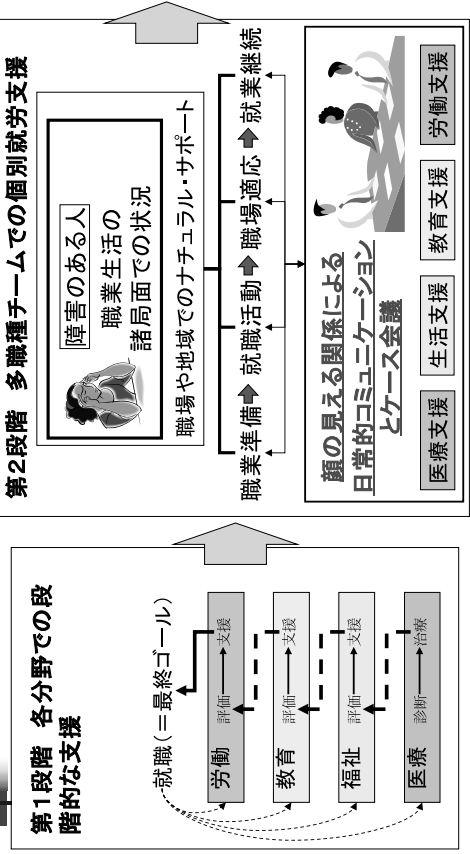 第1段階 各分野での段
階的な支援
就職(=最終ゴール)
労働 評価 支援
教育 評価 支援
福祉 評価 支援
医療 診断 治療
第2段階 多職種チームでの個別就労支援
障害のある人
職業生活の
諸局面での状況
職場や地域でのナチュラル・サポート
職業準備 就職活動 職場適応 就業継続
顔の見える関係による
日常的コミュニケーション
とケース会議
医療支援 生活支援 教育支援 労働支援